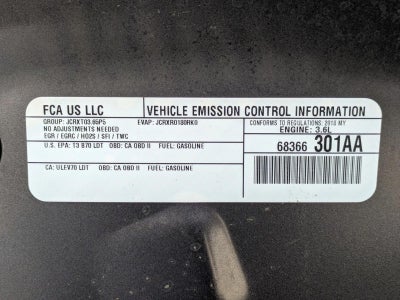 FCA US LLC VEHICLE EMISSION CONTROL INFORMATION
GROUP: JCRXT03.65P5 EVAP: JCRXR0180RK0 CONFORMS TO REGULATIONS: 2018 MY
NO ADJUSTMENTS NEEDED ENGINE: 3.6L
EGR / EGRC / HO2S / SFI / TWC
U.S. EPA: T3 B70 LDT OBD: CA OBD II FUEL: GASOLINE 68366 301AA
CA: ULEV70 LDT OBD: CA OBD II FUEL: GASOLINE